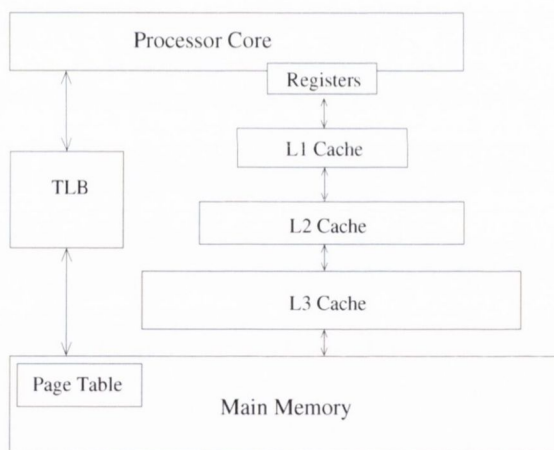 Processor Core
Registers
L1 Cache
TLB
L2 Cache
L3 Cache
Page Table
Main Memory